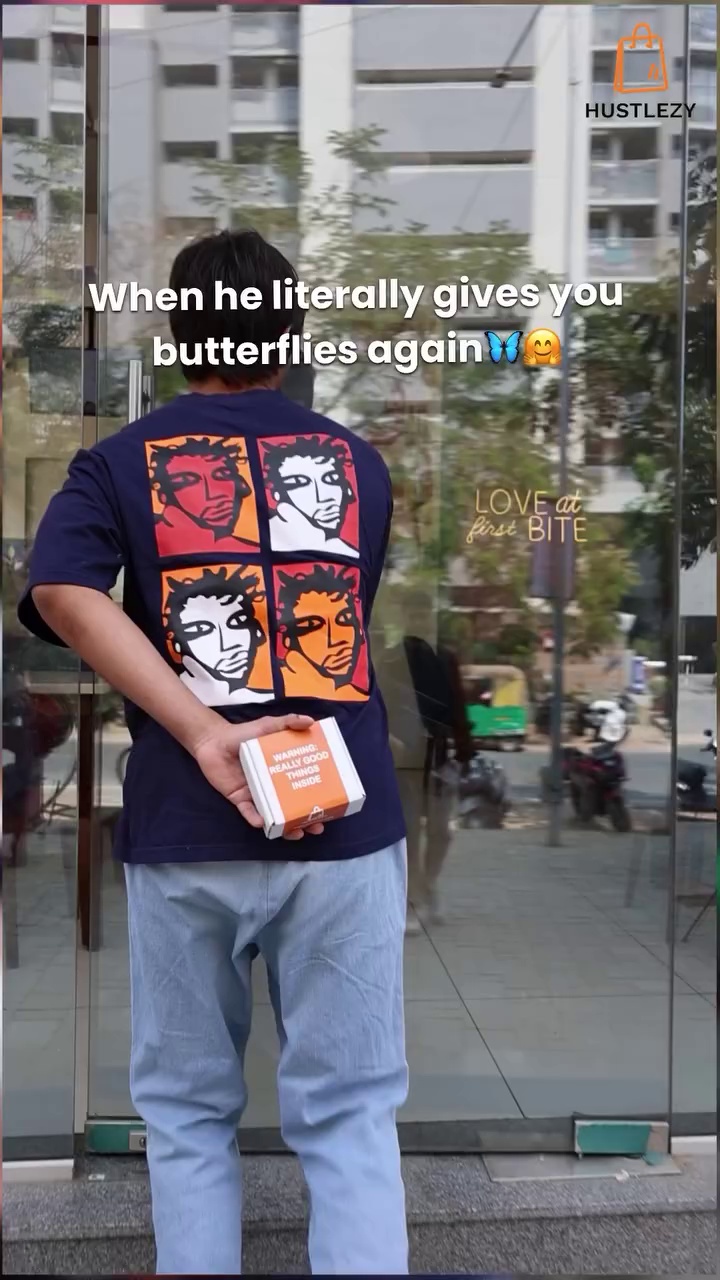 HUSTLEZY
When he literally gives you
butterflies again🦋🤗
LOVE at
first BITE
WARNING:
REALLY GOOD
THINGS
INSIDE